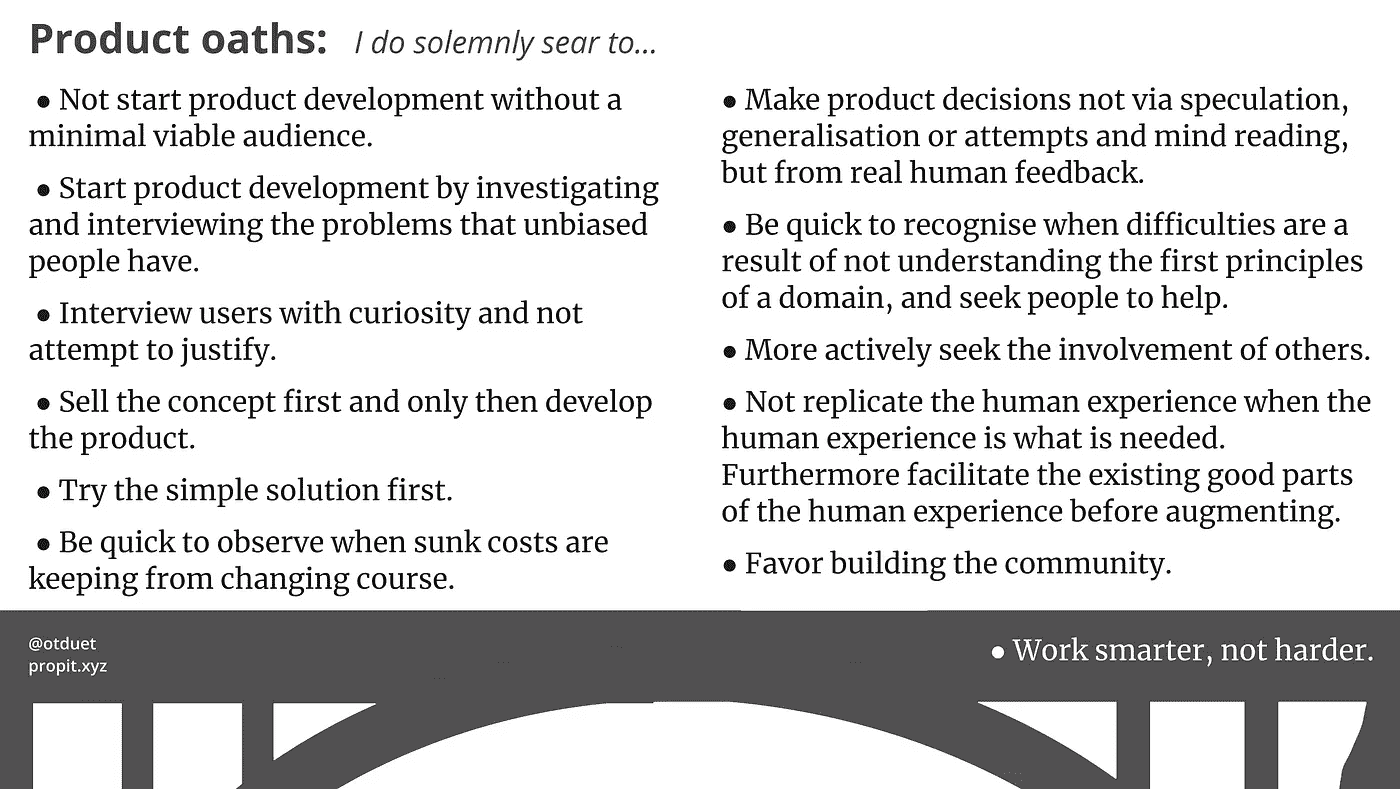 Product oaths: I do solemnly sear to...
● Not start product development without a
minimal viable audience.
● Start product development by investigating
and interviewing the problems that unbiased
people have.
● Interview users with curiosity and not
attempt to justify.
● Sell the concept first and only then develop
the product.
● Try the simple solution first.
● Be quick to observe when sunk costs are
keeping from changing course.
● Make product decisions not via speculation,
generalisation or attempts and mind reading,
but from real human feedback.
● Be quick to recognise when difficulties are a
result of not understanding the first principles
of a domain, and seek people to help.
● More actively seek the involvement of others.
● Not replicate the human experience when the
human experience is what is needed.
Furthermore facilitate the existing good parts
of the human experience before augmenting.
● Favor building the community.
● Work smarter, not harder.
@otduet
propit.xyz